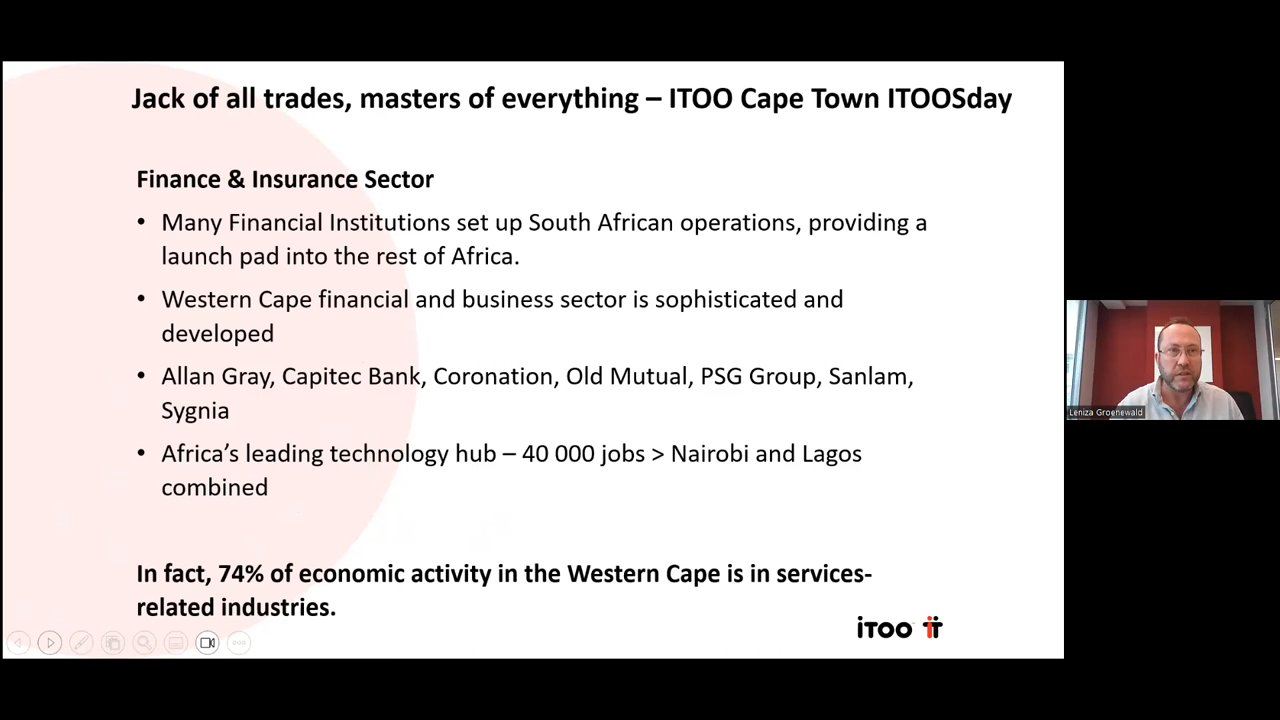 Jack of all trades, masters of everything – ITOO Cape Town ITOOSday
Finance & Insurance Sector
• Many Financial Institutions set up South African operations, providing a
launch pad into the rest of Africa.
• Western Cape financial and business sector is sophisticated and
developed
• Allan Gray, Capitec Bank, Coronation, Old Mutual, PSG Group, Sanlam,
Sygnia
• Africa’s leading technology hub – 40 000 jobs > Nairobi and Lagos
combined
In fact, 74% of economic activity in the Western Cape is in services-
related industries.
iTOO
Leniza Groenewald